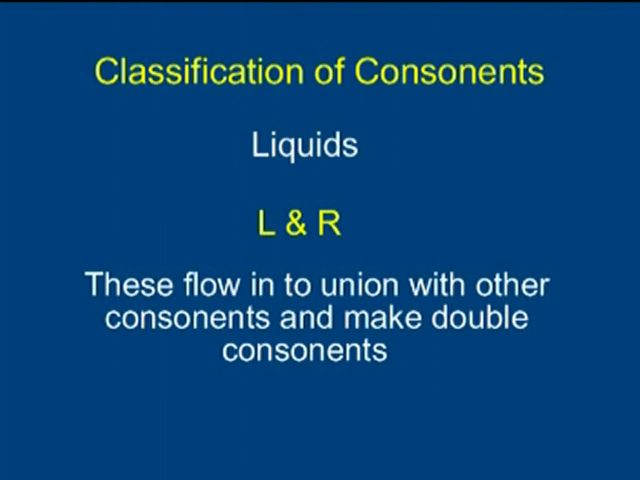 Classification of Consonents
Liquids
L & R
These flow in to union with other
consonents and make double
consonents